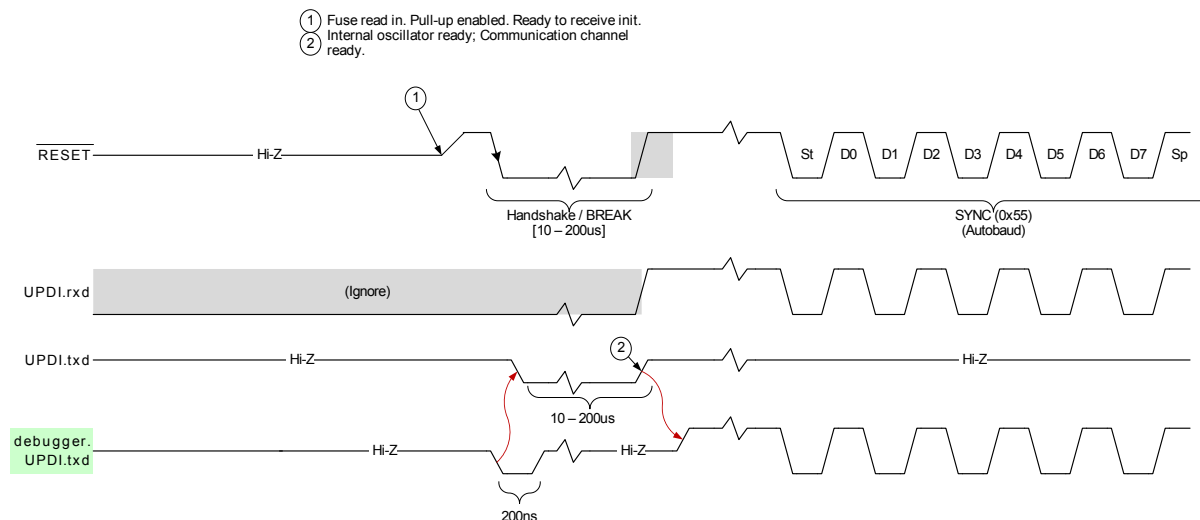 1 Fuse read in. Pull-up enabled. Ready to receive init.
2 Internal oscillator ready; Communication channel
ready.
1
RESET Hi-Z St D0 D1 D2 D3 D4 D5 D6 D7 Sp
Handshake / BREAK
[10 – 200us]
SYNC (0x55)
(Autobaud)
UPDI.rxd (Ignore)
2
UPDI.txd Hi-Z Hi-Z
10 – 200us
debugger.
UPDI.txd Hi-Z Hi-Z
200ns